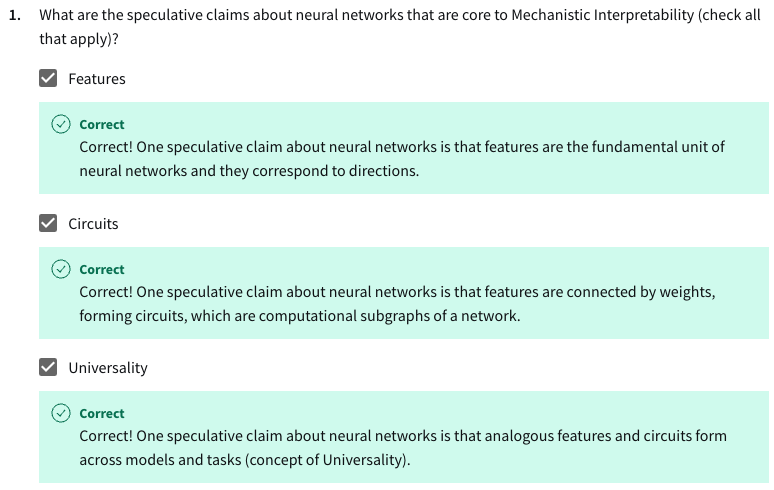 1. What are the speculative claims about neural networks that are core to Mechanistic Interpretability (check all
that apply)?
Features
Correct
Correct! One speculative claim about neural networks is that features are the fundamental unit of
neural networks and they correspond to directions.
Circuits
Correct
Correct! One speculative claim about neural networks is that features are connected by weights,
forming circuits, which are computational subgraphs of a network.
Universality
Correct
Correct! One speculative claim about neural networks is that analogous features and circuits form
across models and tasks (concept of Universality).